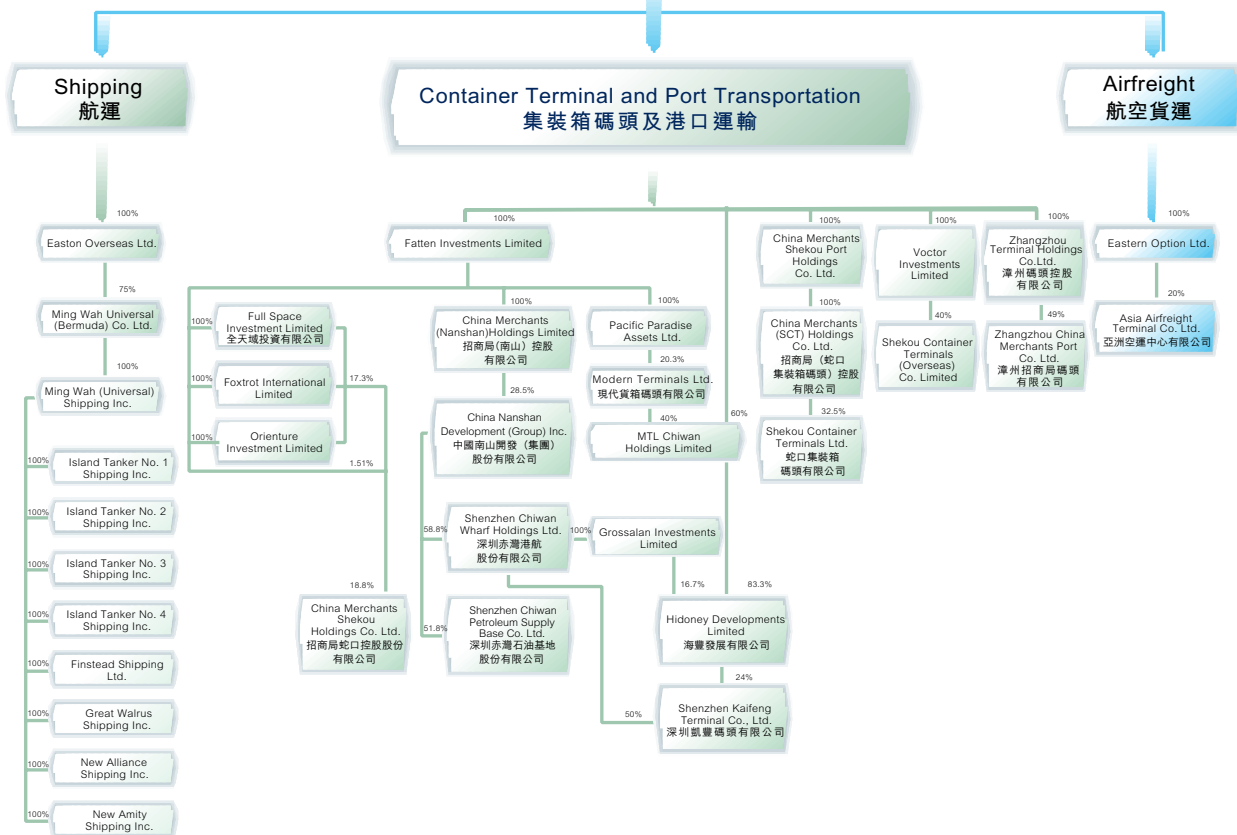 Shipping
航運
Container Terminal and Port Transportation
集裝箱碼頭及港口運輸
Airfreight
航空貨運
100%
Easton Overseas Ltd.
75%
Ming Wah Universal
(Bermuda) Co. Ltd.
100%
Ming Wah (Universal)
Shipping Inc.
100%
Island Tanker No. 1
Shipping Inc.
100%
Island Tanker No. 2
Shipping Inc.
100%
Island Tanker No. 3
Shipping Inc.
100%
Island Tanker No. 4
Shipping Inc.
100%
Finstead Shipping
Ltd.
100%
Great Walrus
Shipping Inc.
100%
New Alliance
Shipping Inc.
100%
New Amity
Shipping Inc.
100%
Fatten Investments Limited
100%
Full Space
Investment Limited
全天域投資有限公司
100%
Foxtrot International
Limited
100%
Orienture
Investment Limited
17.3%
1.51%
18.8%
China Merchants
Shekou
Holdings Co. Ltd.
招商局蛇口控股股份
有限公司
100%
China Merchants
(Nanshan)Holdings Limited
招商局(南山）控股
有限公司
28.5%
China Nanshan
Development (Group) Inc.
中國南山開發（集團）
股份有限公司
58.8%
Shenzhen Chiwan
Wharf Holdings Ltd.
深圳赤灣港航
股份有限公司
51.8%
Shenzhen Chiwan
Petroleum Supply
Base Co. Ltd.
深圳赤灣石油基地
股份有限公司
100%
Grossalan Investments
Limited
100%
Pacific Paradise
Assets Ltd.
20.3%
Modern Terminals Ltd.
現代貨箱碼頭有限公司
40%
MTL Chiwan
Holdings Limited
60%
16.7%
83.3%
Hidoney Developments
Limited
海豐發展有限公司
24%
50%
Shenzhen Kaifeng
Terminal Co., Ltd.
深圳凱豐碼頭有限公司
100%
China Merchants
Shekou Port
Holdings
Co. Ltd.
100%
China Merchants
(SCT) Holdings
Co. Ltd.
招商局（蛇口
集裝箱碼頭）控股
有限公司
32.5%
Shekou Container
Terminals Ltd.
蛇口集裝箱
碼頭有限公司
100%
Voctor
Investments
Limited
40%
Shekou Container
Terminals
(Overseas)
Co. Limited
100%
Zhangzhou
Terminal Holdings
Co.Ltd.
漳州碼頭控股
有限公司
49%
Zhangzhou China
Merchants Port
Co. Ltd.
漳州招商局碼頭
有限公司
100%
Eastern Option Ltd.
20%
Asia Airfreight
Terminal Co. Ltd.
亞洲空運中心有限公司